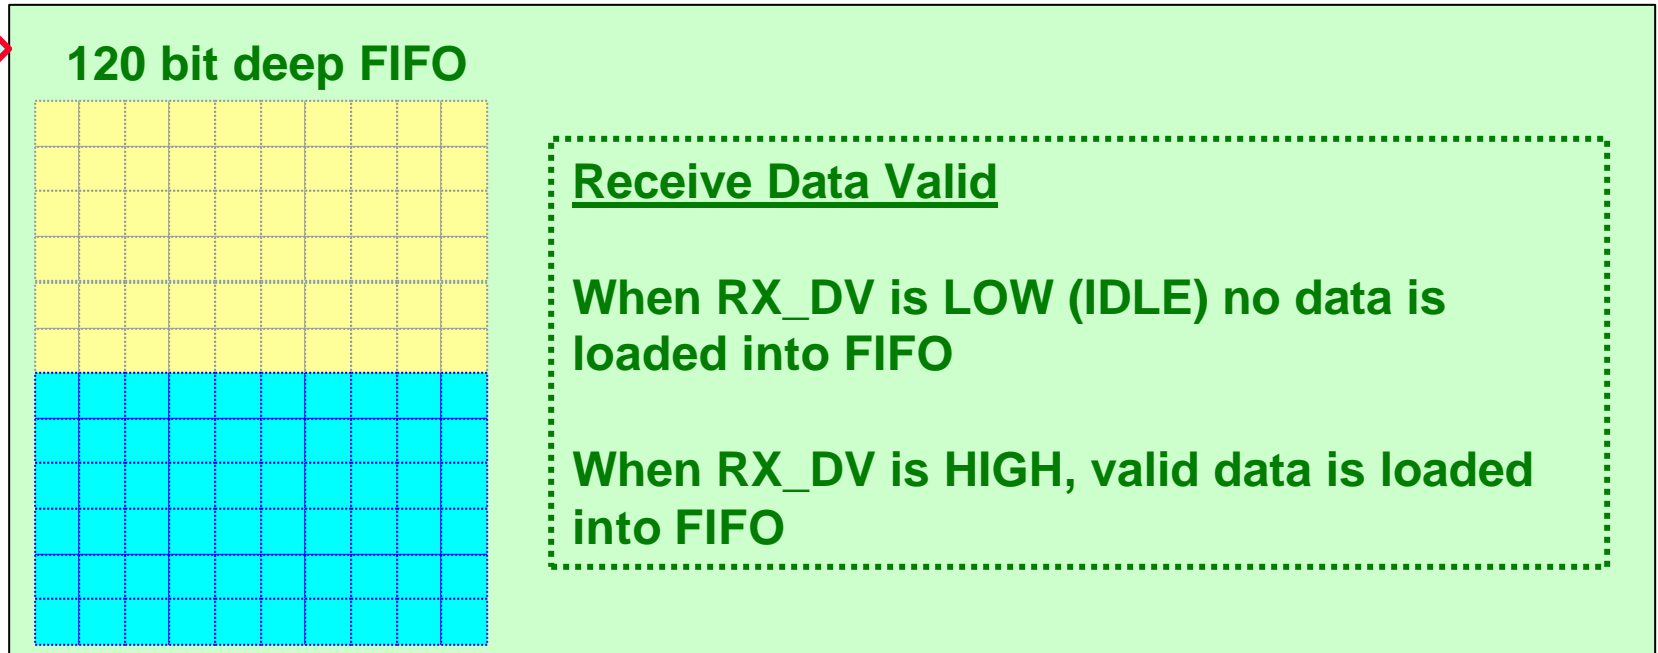 120 bit deep FIFO
Receive Data Valid
When RX_DV is LOW (IDLE) no data is
loaded into FIFO
When RX_DV is HIGH, valid data is loaded
into FIFO